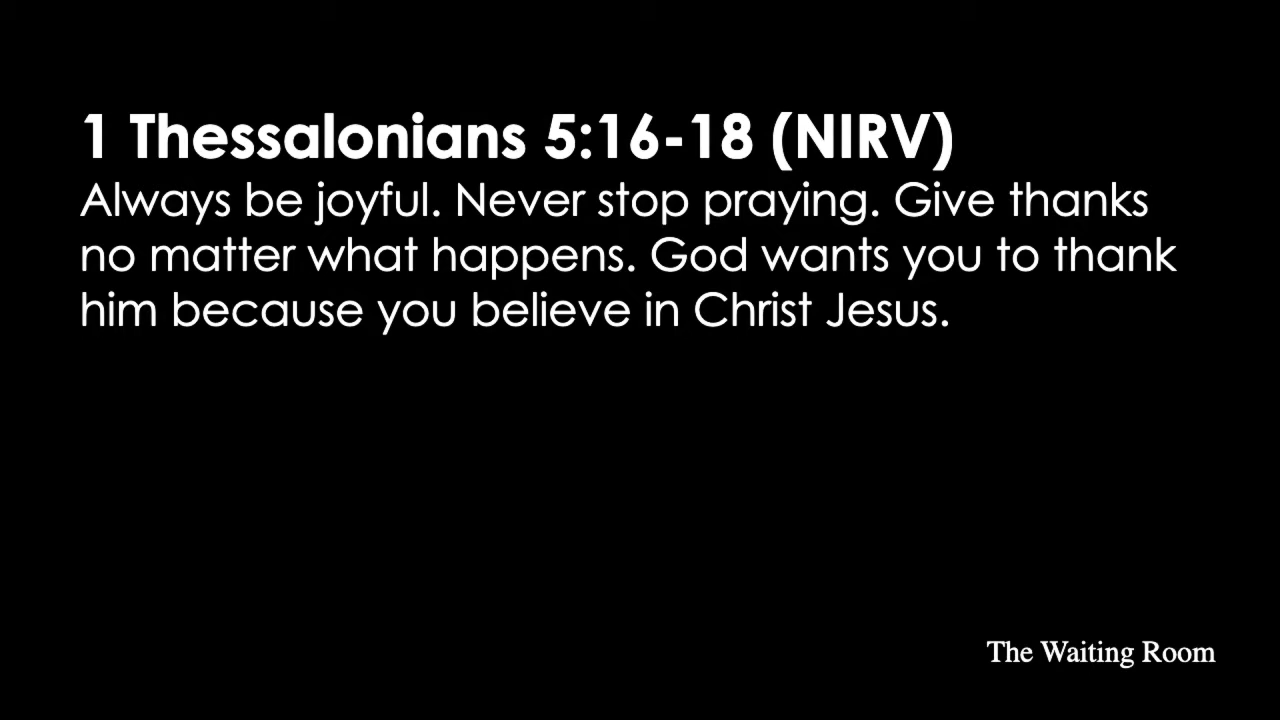 1 Thessalonians 5:16-18 (NIRV)
Always be joyful. Never stop praying. Give thanks
no matter what happens. God wants you to thank
him because you believe in Christ Jesus.
The Waiting Room